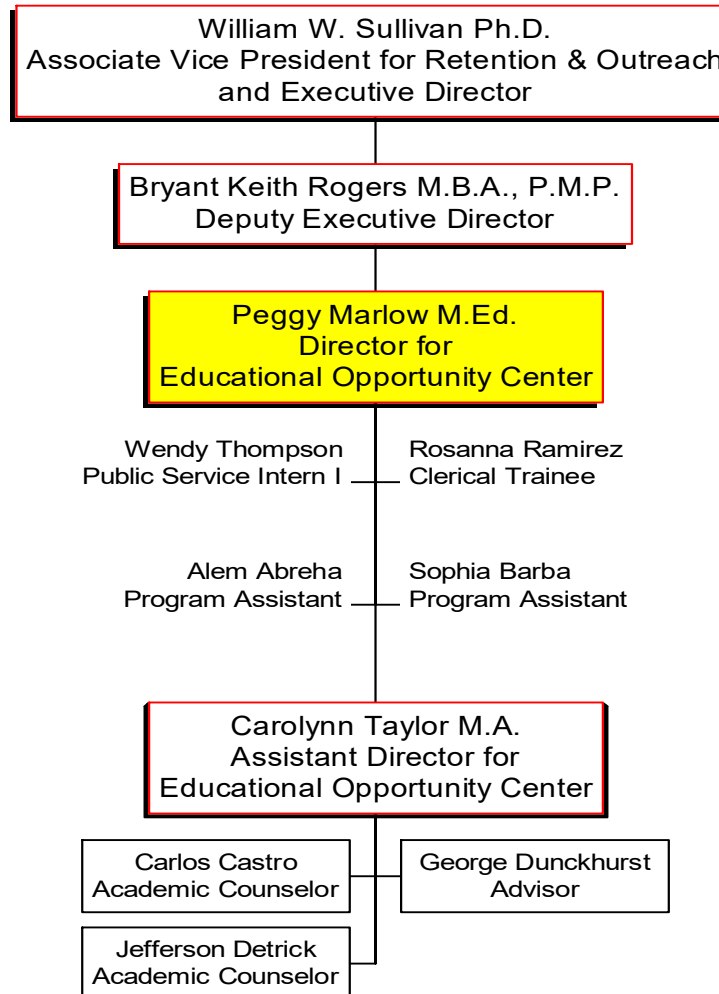 William W. Sullivan Ph.D.
Associate Vice President for Retention & Outreach
and Executive Director
Bryant Keith Rogers M.B.A., P.M.P.
Deputy Executive Director
Peggy Marlow M.Ed.
Director for
Educational Opportunity Center
Wendy Thompson
Public Service Intern I
Rosanna Ramirez
Clerical Trainee
Alem Abreha
Program Assistant
Sophia Barba
Program Assistant
Carolynn Taylor M.A.
Assistant Director for
Educational Opportunity Center
Carlos Castro
Academic Counselor
George Dunckhurst
Advisor
Jefferson Detrick
Academic Counselor